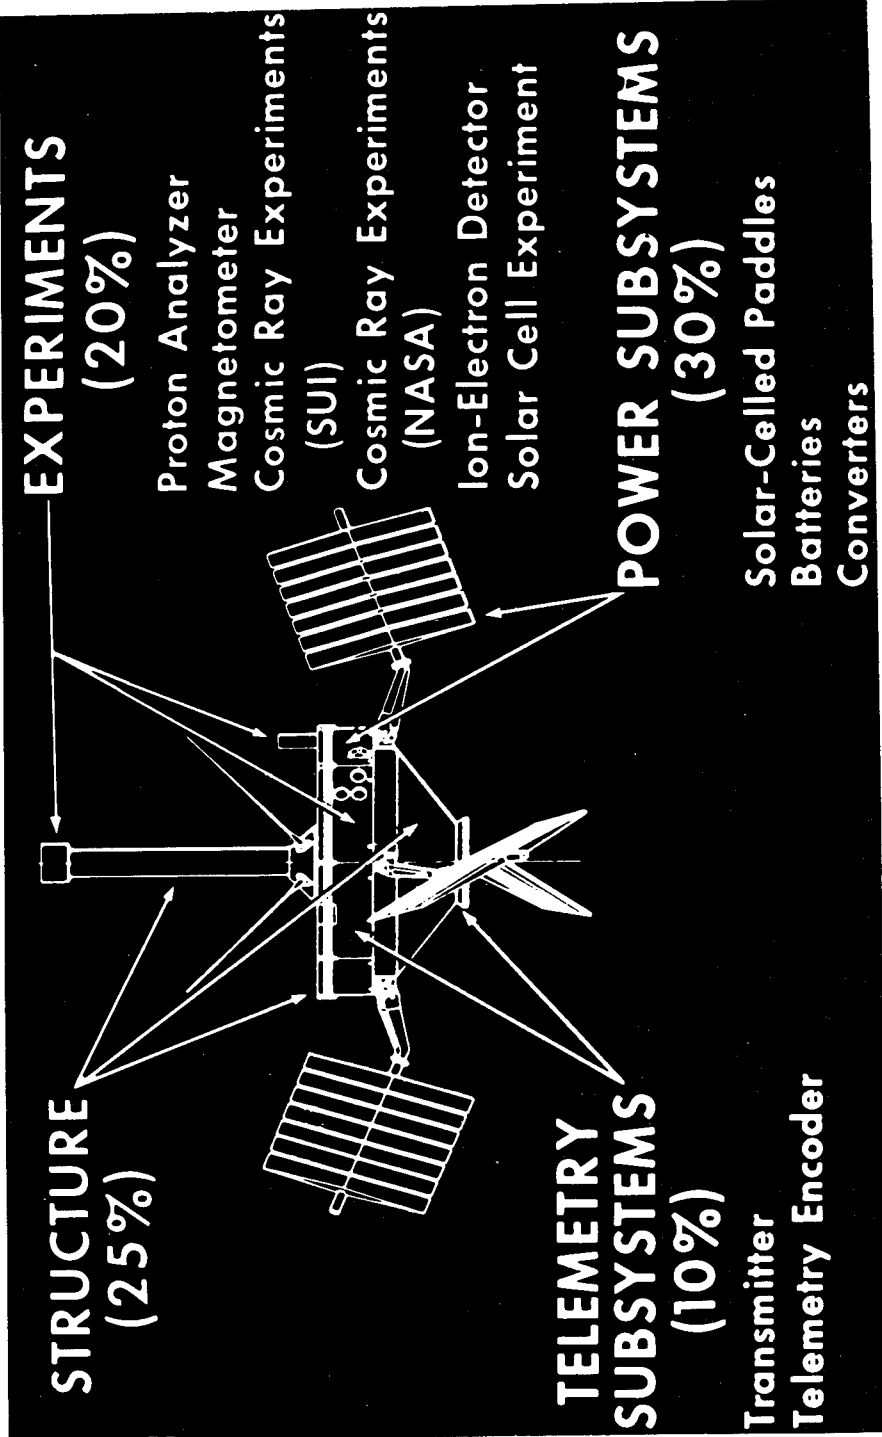 STRUCTURE
(25%)
EXPERIMENTS
(20%)
Proton Analyzer
Magnetometer
Cosmic Ray Experiments
(SUI)
Cosmic Ray Experiments
(NASA)
Ion-Electron Detector
Solar Cell Experiment
TELEMETRY
SUBSYSTEMS
(10%)
Transmitter
Telemetry Encoder
POWER SUBSYSTEMS
(30%)
Solar-Celled Paddles
Batteries
Converters